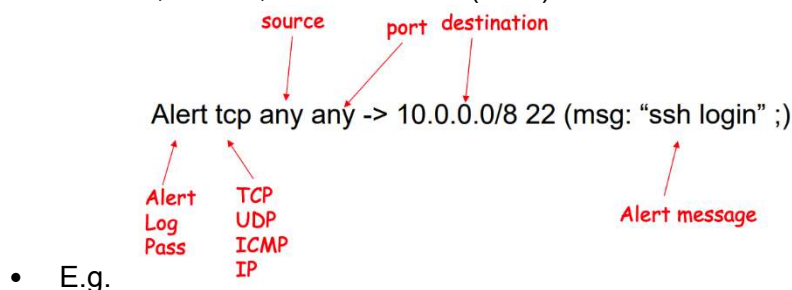 source
port destination
Alert tcp any any -> 10.0.0.0/8 22 (msg: “ssh login” ;)
Alert TCP
Log UDP
Pass ICMP
IP
Alert message
• E.g.